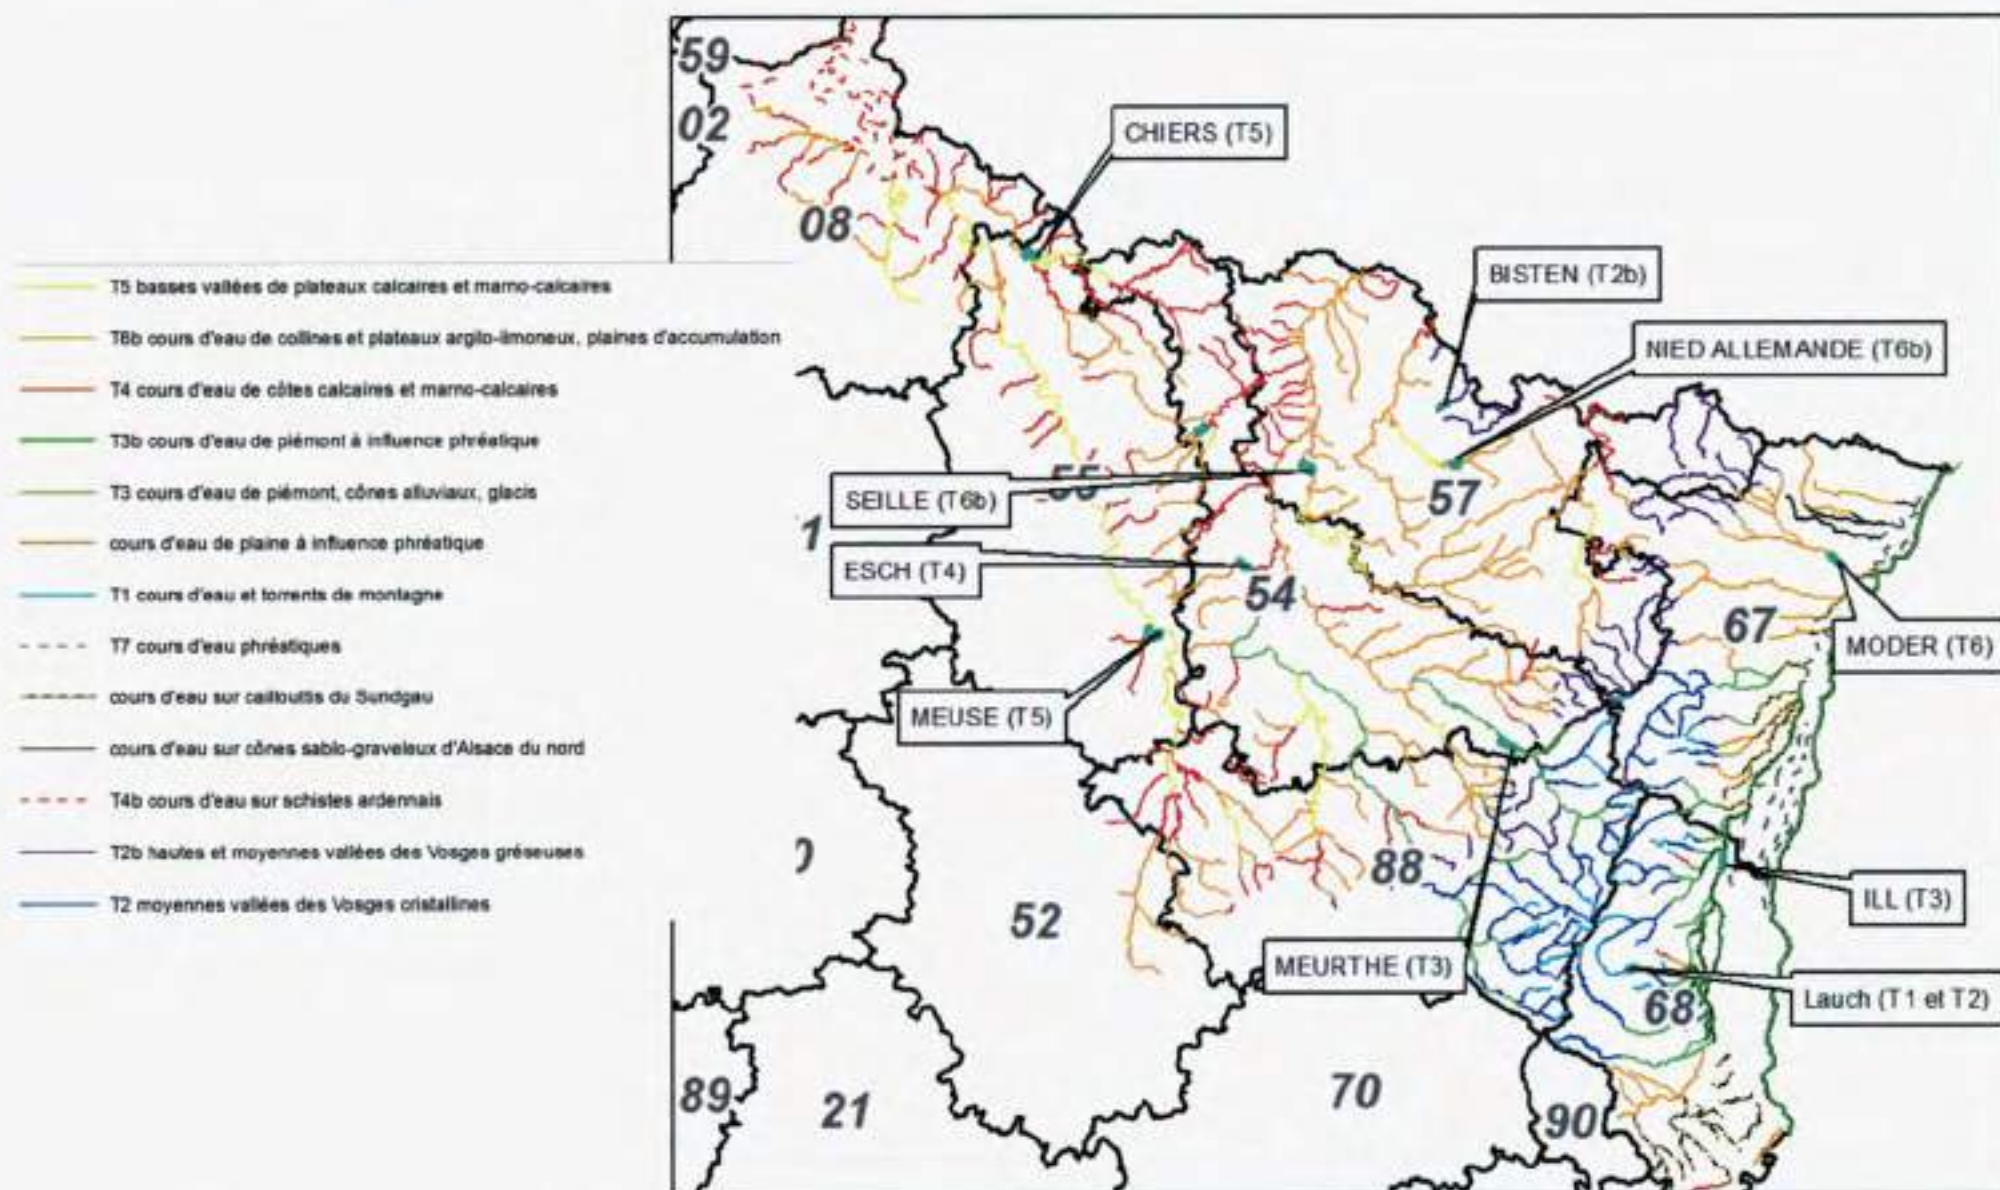 T5 basses vallées de plateaux calcaires et marno-calcaires
T6b cours d'eau de collines et plateaux argilo-limoneux, plaines d'accumulation
T4 cours d'eau de côtes calcaires et marno-calcaires
T3b cours d'eau de piémont à influence phréatique
T3 cours d'eau de piémont, cônes alluviaux, glacis
cours d'eau de plaine à influence phréatique
T1 cours d'eau et torrents de montagne
T7 cours d'eau phréatiques
cours d'eau sur cailloutis du Sundgau
cours d'eau sur cônes sablo-graveleux d'Alsace du nord
T4b cours d'eau sur schistes ardennais
T2b hautes et moyennes vallées des Vosges gréseuses
T2 moyennes vallées des Vosges cristallines
59
02
CHIERS (T5)
08
BISTEN (T2b)
NIED ALLEMANDE (T6b)
55
SEILLE (T6b)
57
1
ESCH (T4)
54
67
MODER (T6)
MEUSE (T5)
88
52
ILL (T3)
MEURTHE (T3)
68
Lauch (T1 et T2)
89
21
70
90